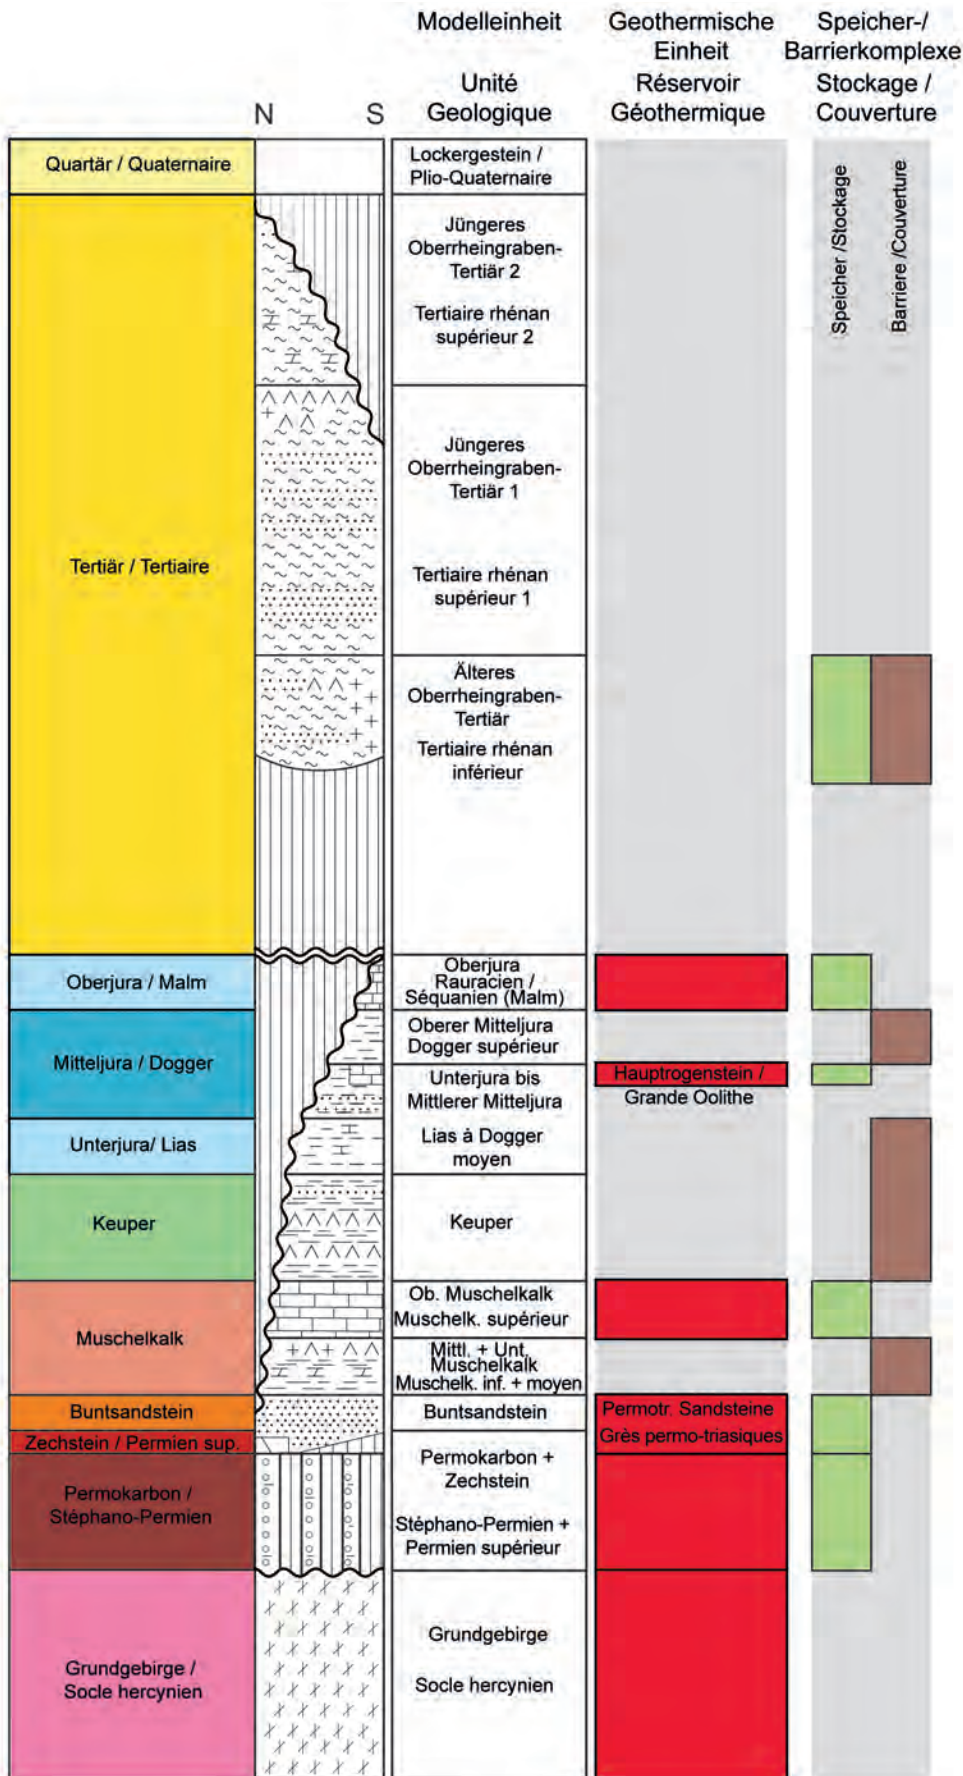 Modelleinheit
Unité
Geologique
Geothermische
Einheit
Réservoir
Géothermique
Speicher-/
Barrierkomplexe
Stockage /
Couverture
N S
Speicher /Stockage
Barriere /Couverture
Quartär / Quaternaire
Lockergestein /
Plio-Quaternaire
Tertiär / Tertiaire
Jüngeres
Oberrheingraben-
Tertiär 2
Tertiaire rhénan
supérieur 2
Jüngeres
Oberrheingraben-
Tertiär 1
Tertiaire rhénan
supérieur 1
Älteres
Oberrheingraben-
Tertiär
Tertiaire rhénan
inférieur
Oberjura / Malm
Oberjura
Rauracien /
Séquanien (Malm)
Mitteljura / Dogger
Oberer Mitteljura
Dogger supérieur
Unterjura bis
Mittlerer Mitteljura
Hauptrogenstein /
Grande Oolithe
Unterjura/ Lias
Lias à Dogger
moyen
Keuper
Keuper
Muschelkalk
Ob. Muschelkalk
Muschelk. supérieur
Mittl. + Unt.
Muschelkalk
Muschelk. inf. + moyen
Buntsandstein
Buntsandstein
Permotr. Sandsteine
Grès permo-triasiques
Zechstein / Permien sup.
Permokarbon /
Stéphano-Permien
Permokarbon +
Zechstein
Stéphano-Permien +
Permien supérieur
Grundgebirge /
Socle hercynien
Grundgebirge
Socle hercynien